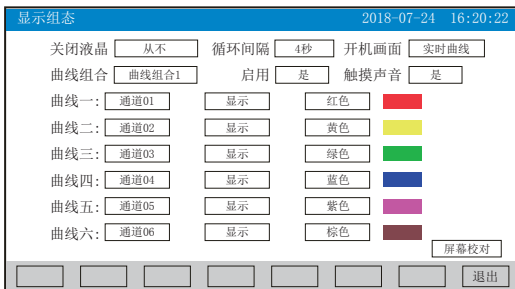 显示组态 2018-07-24 16:20:22
关闭液晶 从不 循环间隔 4秒 开机画面 实时曲线
曲线组合 曲线组合1 启用 是 触摸声音 是
曲线一: 通道01 显示 红色
曲线二: 通道02 显示 黄色
曲线三: 通道03 显示 绿色
曲线四: 通道04 显示 蓝色
曲线五: 通道05 显示 紫色
曲线六: 通道06 显示 棕色
屏幕校对
退出